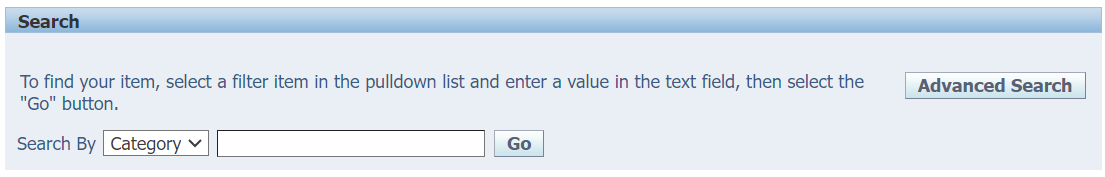 Search
To find your item, select a filter item in the pulldown list and enter a value in the text field, then select the
"Go" button.
Advanced Search
Search By Category Go